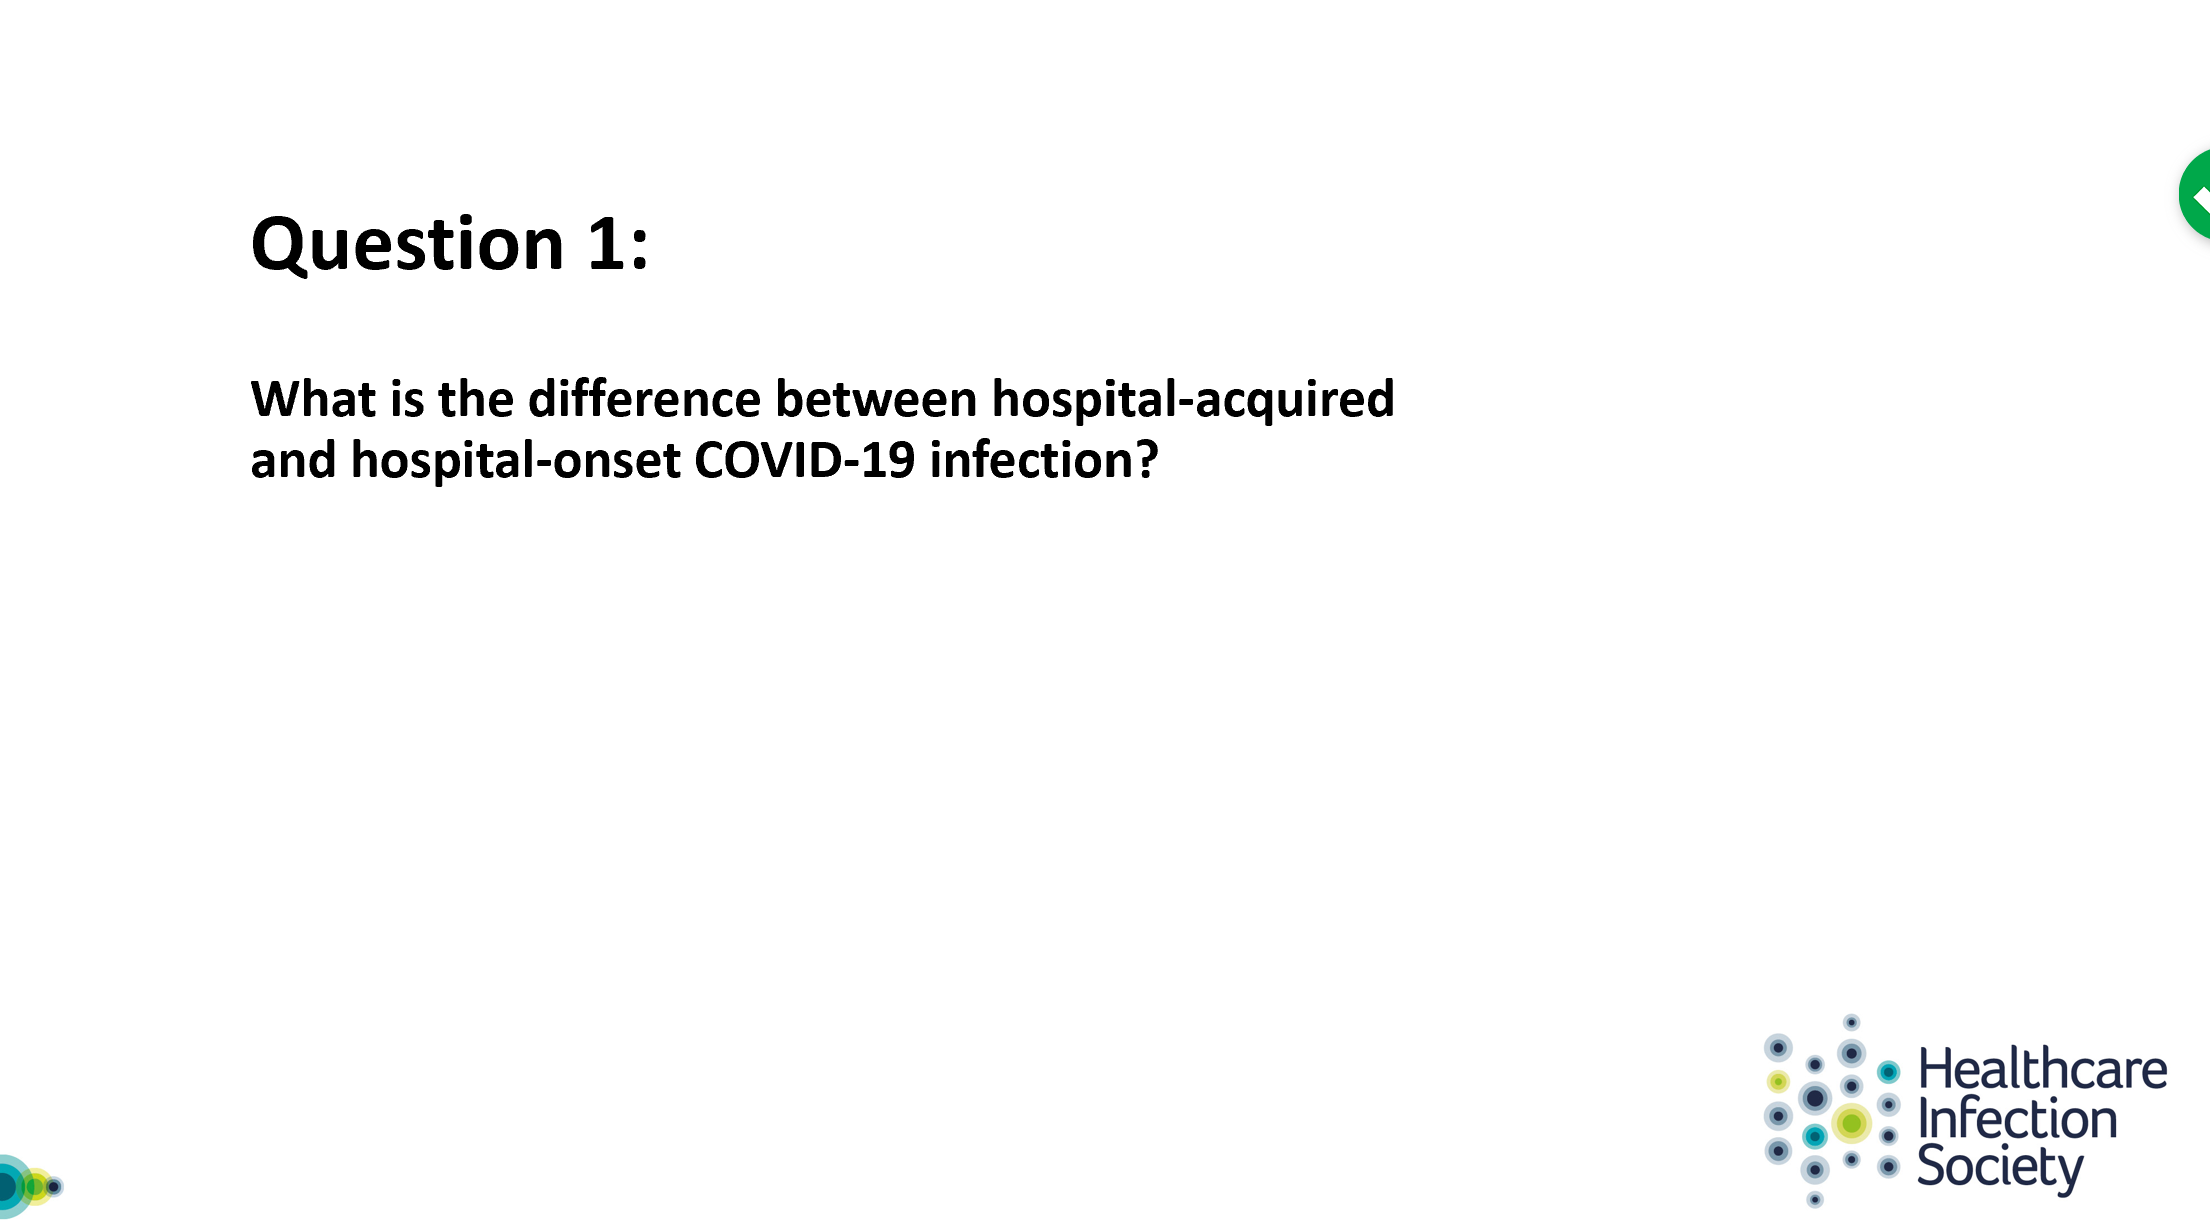 Question 1:
What is the difference between hospital-acquired
and hospital-onset COVID-19 infection?
Healthcare
Infection
Society